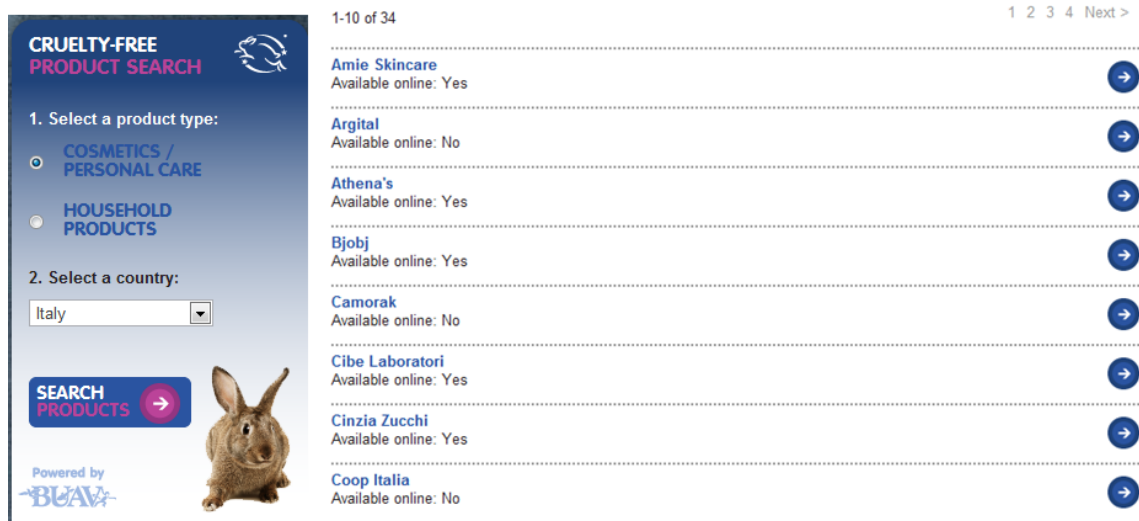 CRUELTY-FREE
PRODUCT SEARCH
1. Select a product type:
COSMETICS /
PERSONAL CARE
HOUSEHOLD
PRODUCTS
2. Select a country:
Italy
SEARCH
PRODUCTS
Powered by
BUAV
1-10 of 34
1 2 3 4 Next >
Amie Skincare
Available online: Yes
Argital
Available online: No
Athena's
Available online: Yes
Bjobj
Available online: Yes
Camorak
Available online: No
Cibe Laboratori
Available online: Yes
Cinzia Zucchi
Available online: Yes
Coop Italia
Available online: No